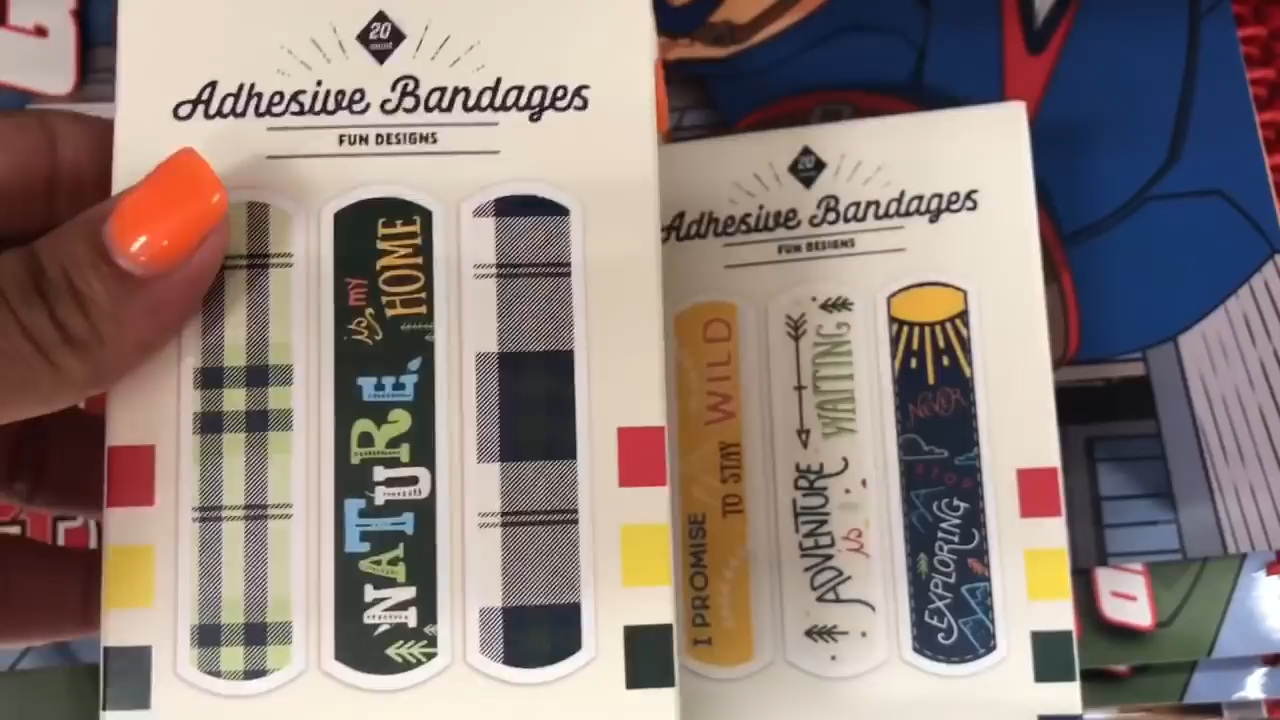 20
count
Adhesive Bandages
FUN DESIGNS
NATURE
is my
HOME
20
Adhesive Bandages
FUN DESIGNS
I PROMISE
TO STAY
WILD
ADVENTURE
is
WAITING
NEVER
STOP
EXPLORING